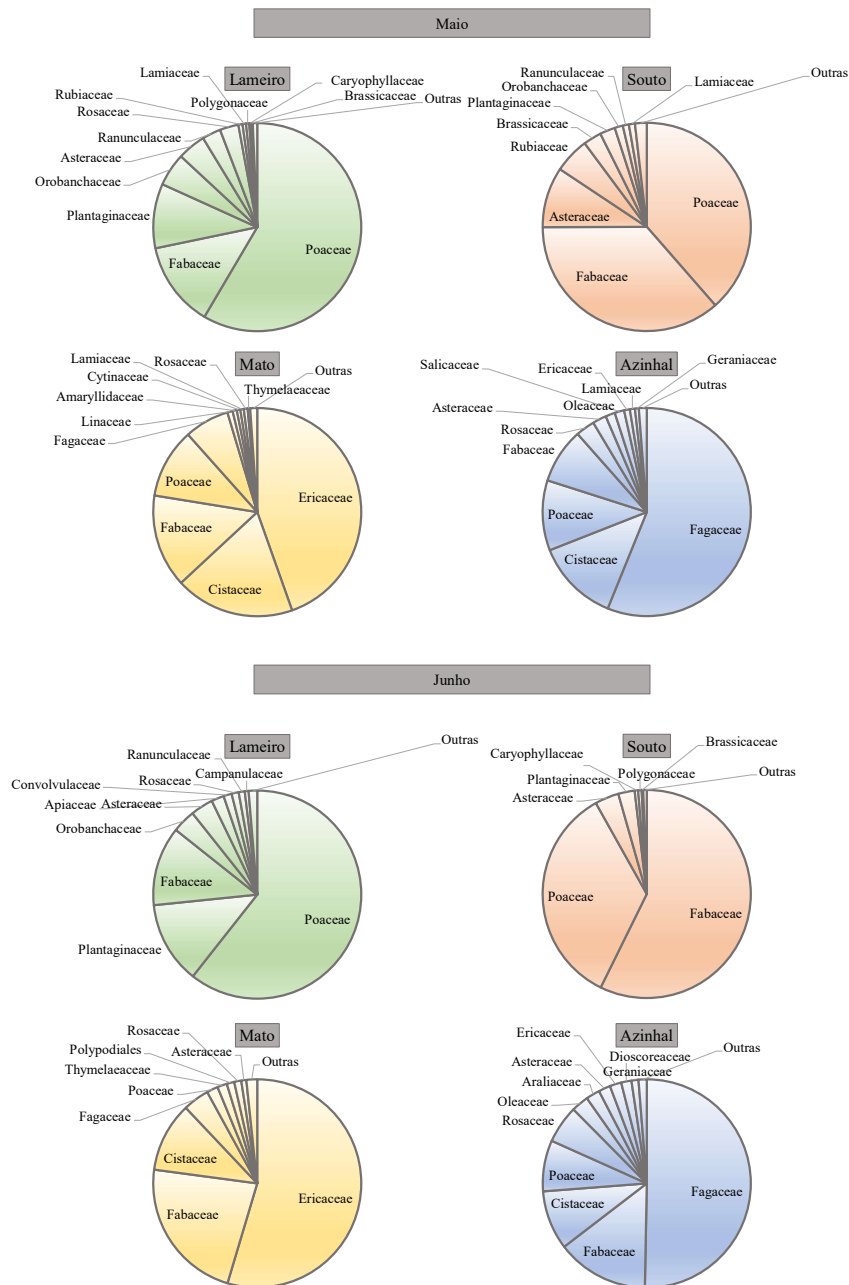 Maio
Lameiro
Lamiaceae
Caryophyllaceae
Rubiaceae
Polygonaceae
Brassicaceae
Outras
Rosaceae
Ranunculaceae
Asteraceae
Orobanchaceae
Plantaginaceae
Fabaceae
Poaceae
Souto
Ranunculaceae
Lamiaceae
Outras
Orobanchaceae
Plantaginaceae
Brassicaceae
Rubiaceae
Asteraceae
Fabaceae
Poaceae
Mato
Lamiaceae
Rosaceae
Outras
Cytinaceae
Thymelaeaceae
Amaryllidaceae
Linaceae
Fagaceae
Poaceae
Fabaceae
Cistaceae
Ericaceae
Azinhal
Salicaceae
Ericaceae
Geraniaceae
Lamiaceae
Outras
Asteraceae
Oleaceae
Rosaceae
Fabaceae
Poaceae
Cistaceae
Fagaceae
Junho
Lameiro
Outras
Ranunculaceae
Convolvulaceae
Rosaceae
Campanulaceae
Apiaceae
Asteraceae
Orobanchaceae
Fabaceae
Plantaginaceae
Poaceae
Souto
Caryophyllaceae
Brassicaceae
Plantaginaceae
Polygonaceae
Outras
Asteraceae
Poaceae
Fabaceae
Mato
Rosaceae
Polypodiales
Asteraceae
Outras
Thymelaeaceae
Poaceae
Fagaceae
Cistaceae
Fabaceae
Ericaceae
Azinhal
Ericaceae
Dioscoreaceae
Outras
Asteraceae
Geraniaceae
Araliaceae
Oleaceae
Rosaceae
Poaceae
Cistaceae
Fabaceae
Fagaceae